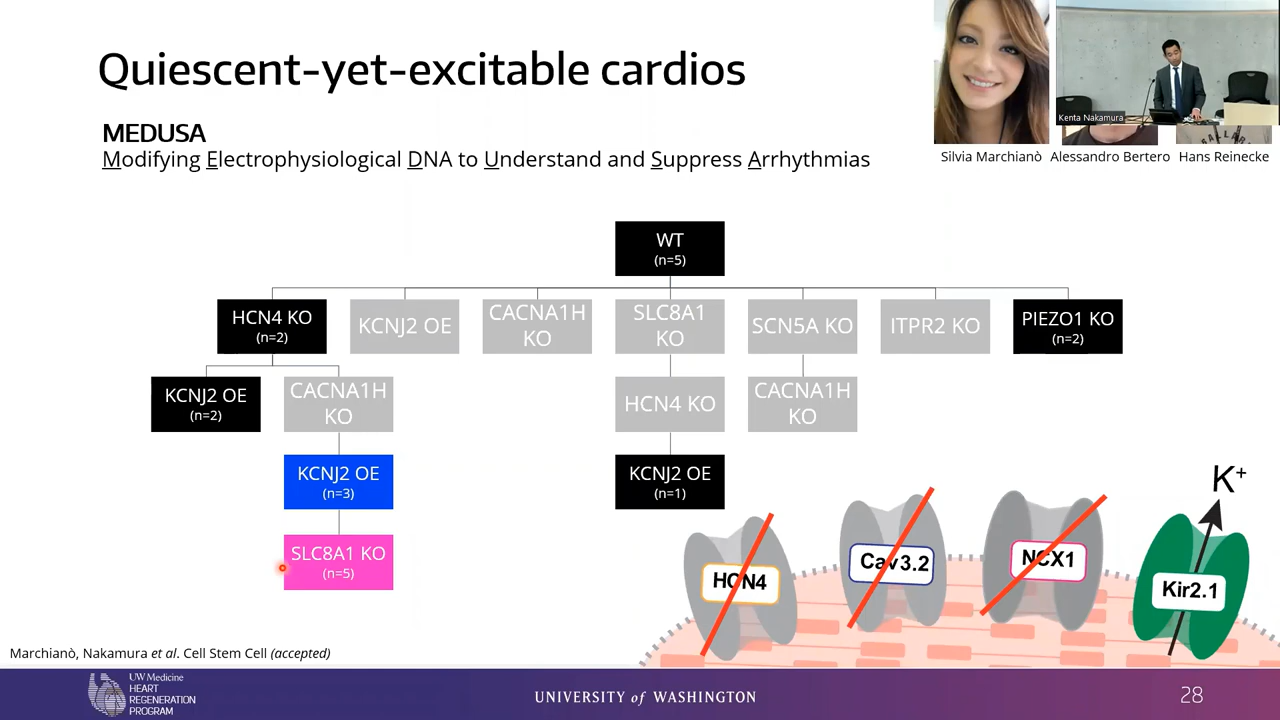 Quiescent-yet-excitable cardios
MEDUSA
Modifying Electrophysiological DNA to Understand and Suppress Arrhythmias
Kenta Nakamura
Silvia Marchianò Alessandro Bertero Hans Reinecke
WT
(n=5)
HCN4 KO
(n=2)
KCNJ2 OE
CACNA1H
KO
SLC8A1
KO
SCN5A KO
ITPR2 KO
PIEZO1 KO
(n=2)
KCNJ2 OE
(n=2)
CACNA1H
KO
HCN4 KO
CACNA1H
KO
KCNJ2 OE
(n=3)
KCNJ2 OE
(n=1)
SLC8A1 KO
(n=5)
HCN4
Cav3.2
NCX1
Kir2.1
K+
Marchianò, Nakamura et al. Cell Stem Cell (accepted)
UW Medicine
HEART
REGENERATION
PROGRAM
UNIVERSITY of WASHINGTON
28